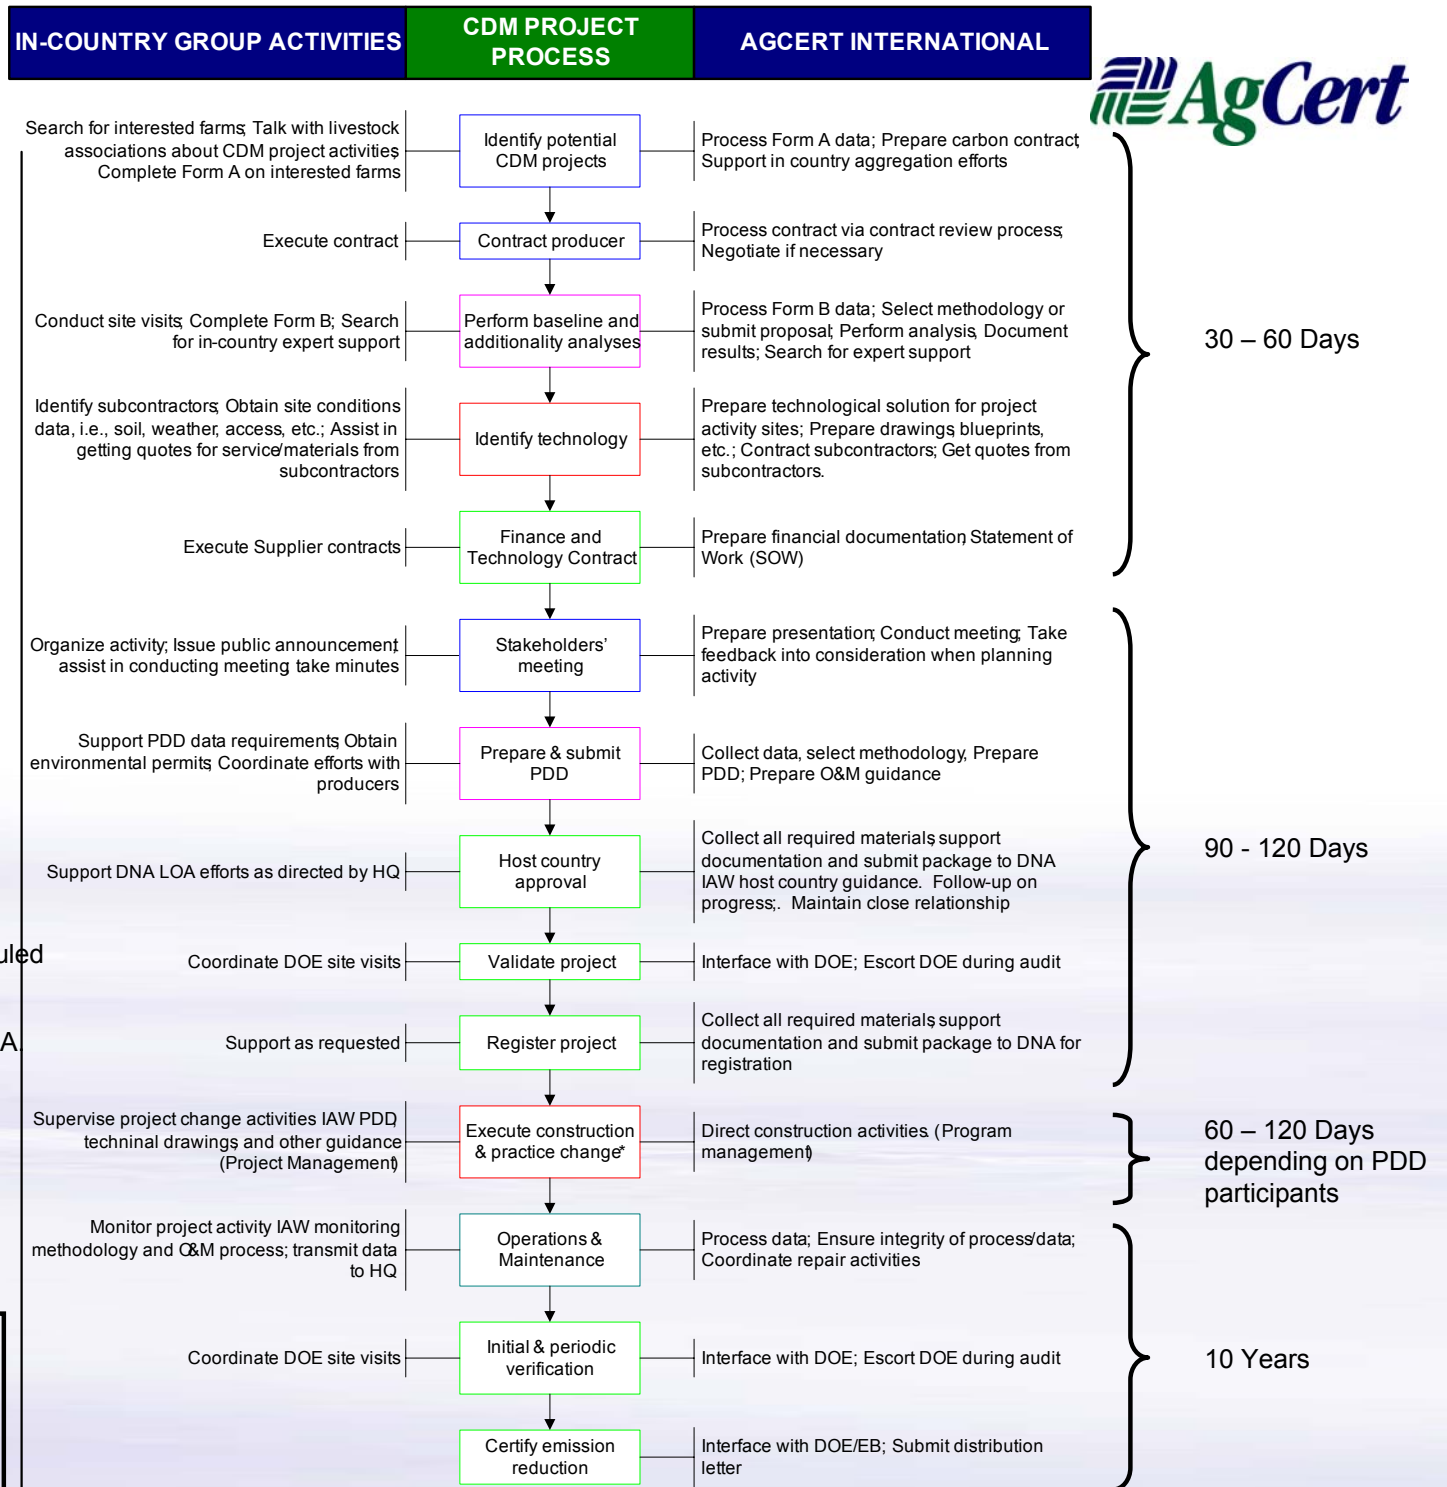 IN-COUNTRY GROUP ACTIVITIES
CDM PROJECT
PROCESS
AGCERT INTERNATIONAL
AgCert
Search for interested farms; Talk with livestock
associations about CDM project activities;
Complete Form A on interested farms
Identify potential
CDM projects
Process Form A data; Prepare carbon contract;
Support in country aggregation efforts
Execute contract
Contract producer
Process contract via contract review process;
Negotiate if necessary
Conduct site visits; Complete Form B; Search
for in-country expert support
Perform baseline and
additionality analyses
Process Form B data; Select methodology or
submit proposal; Perform analysis, Document
results; Search for expert support
30 – 60 Days
Identify subcontractors; Obtain site conditions
data, i.e., soil, weather, access, etc.; Assist in
getting quotes for service/materials from
subcontractors
Identify technology
Prepare technological solution for project
activity sites; Prepare drawings, blueprints,
etc.; Contract subcontractors; Get quotes from
subcontractors.
Execute Supplier contracts
Finance and
Technology Contract
Prepare financial documentation; Statement of
Work (SOW)
Organize activity; Issue public announcement;
assist in conducting meeting; take minutes
Stakeholders’
meeting
Prepare presentation; Conduct meeting; Take
feedback into consideration when planning
activity
Support PDD data requirements; Obtain
environmental permits; Coordinate efforts with
producers
Prepare & submit
PDD
Collect data, select methodology, Prepare
PDD; Prepare O&M guidance
Support DNA LOA efforts as directed by HQ
Host country
approval
Collect all required materials, support
documentation and submit package to DNA
IAW host country guidance. Follow-up on
progress;. Maintain close relationship
90 - 120 Days
uled
Coordinate DOE site visits
Validate project
Interface with DOE; Escort DOE during audit
A.
Support as requested
Register project
Collect all required materials, support
documentation and submit package to DNA for
registration
Supervise project change activities IAW PDD,
techninal drawings, and other guidance
(Project Management)
Execute construction
& practice change*
Direct construction activities. (Program
management)
60 – 120 Days
depending on PDD
participants
Monitor project activity IAW monitoring
methodology and O&M process; transmit data
to HQ
Operations &
Maintenance
Process data; Ensure integrity of process/data;
Coordinate repair activities
Coordinate DOE site visits
Initial & periodic
verification
Interface with DOE; Escort DOE during audit
10 Years
Certify emission
reduction
Interface with DOE/EB; Submit distribution
letter